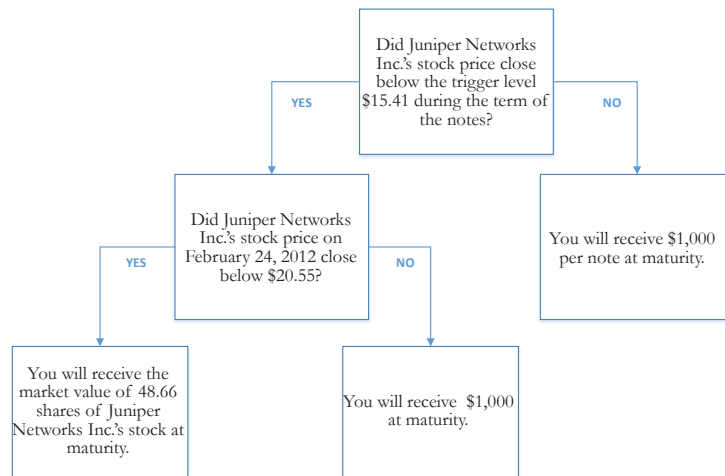 Did Juniper Networks
Inc.'s stock price close
below the trigger level
$15.41 during the term of
the notes?
YES
NO
Did Juniper Networks
Inc.'s stock price on
February 24, 2012 close
below $20.55?
You will receive $1,000
per note at maturity.
YES
NO
You will receive the
market value of 48.66
shares of Juniper
Networks Inc.'s stock at
maturity.
You will receive $1,000
at maturity.